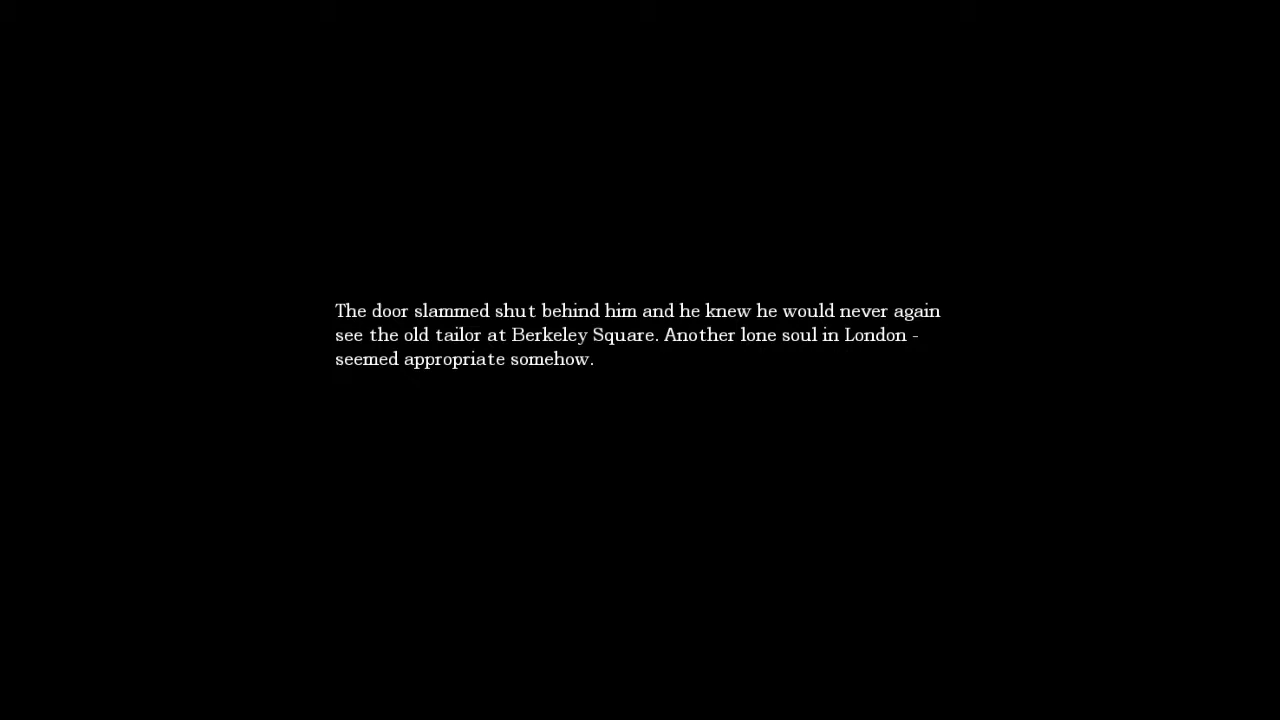 The door slammed shut behind him and he knew he would never again
see the old tailor at Berkeley Square. Another lone soul in London -
seemed appropriate somehow.